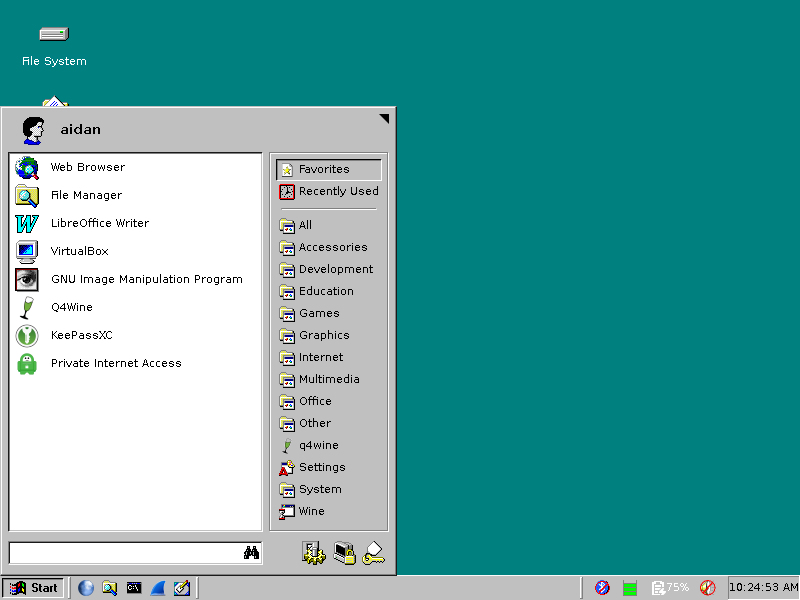 File System
aidan
Web Browser
File Manager
LibreOffice Writer
VirtualBox
GNU Image Manipulation Program
Q4Wine
KeePassXC
Private Internet Access
Favorites
Recently Used
All
Accessories
Development
Education
Games
Graphics
Internet
Multimedia
Office
Other
q4wine
Settings
System
Wine
Start
75%
10:24:53 AM